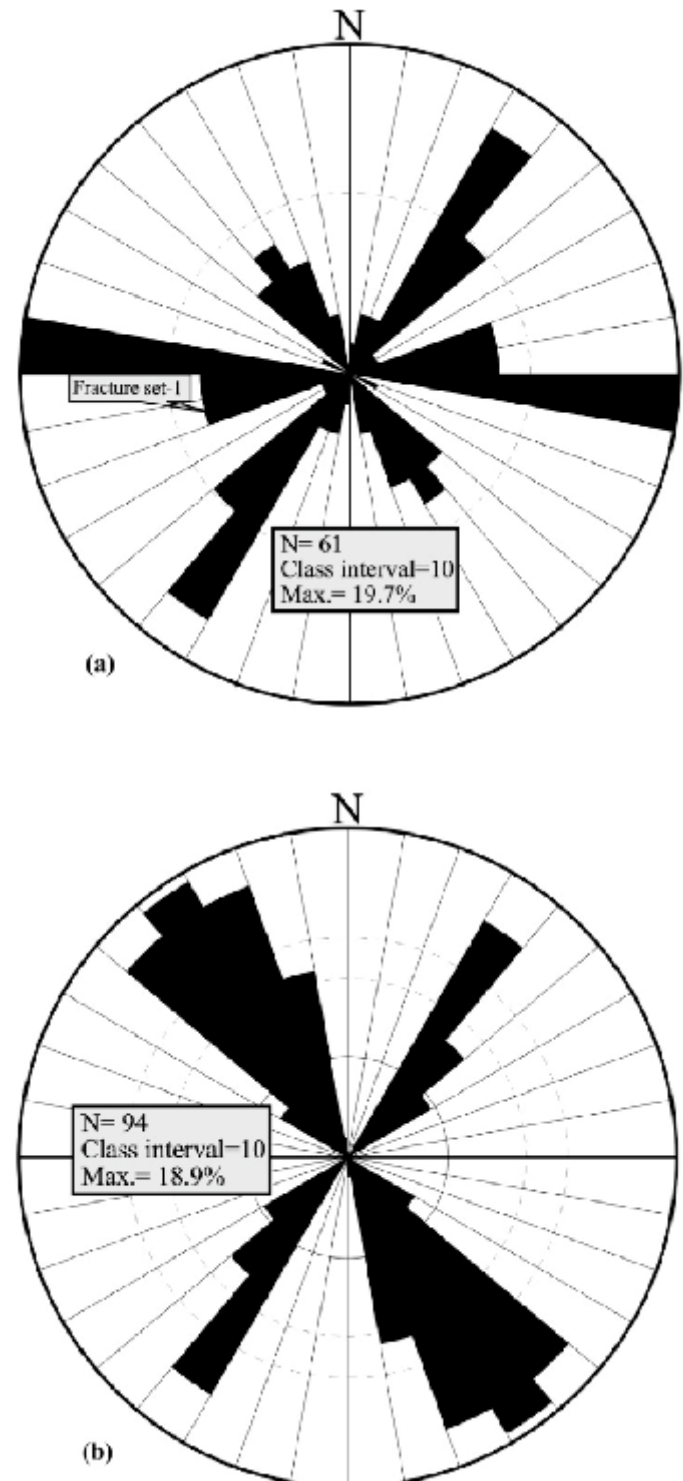 N
Fracture set-1
N= 61
Class interval=10
Max.= 19.7%
(a)
N
N= 94
Class interval=10
Max.= 18.9%
(b)